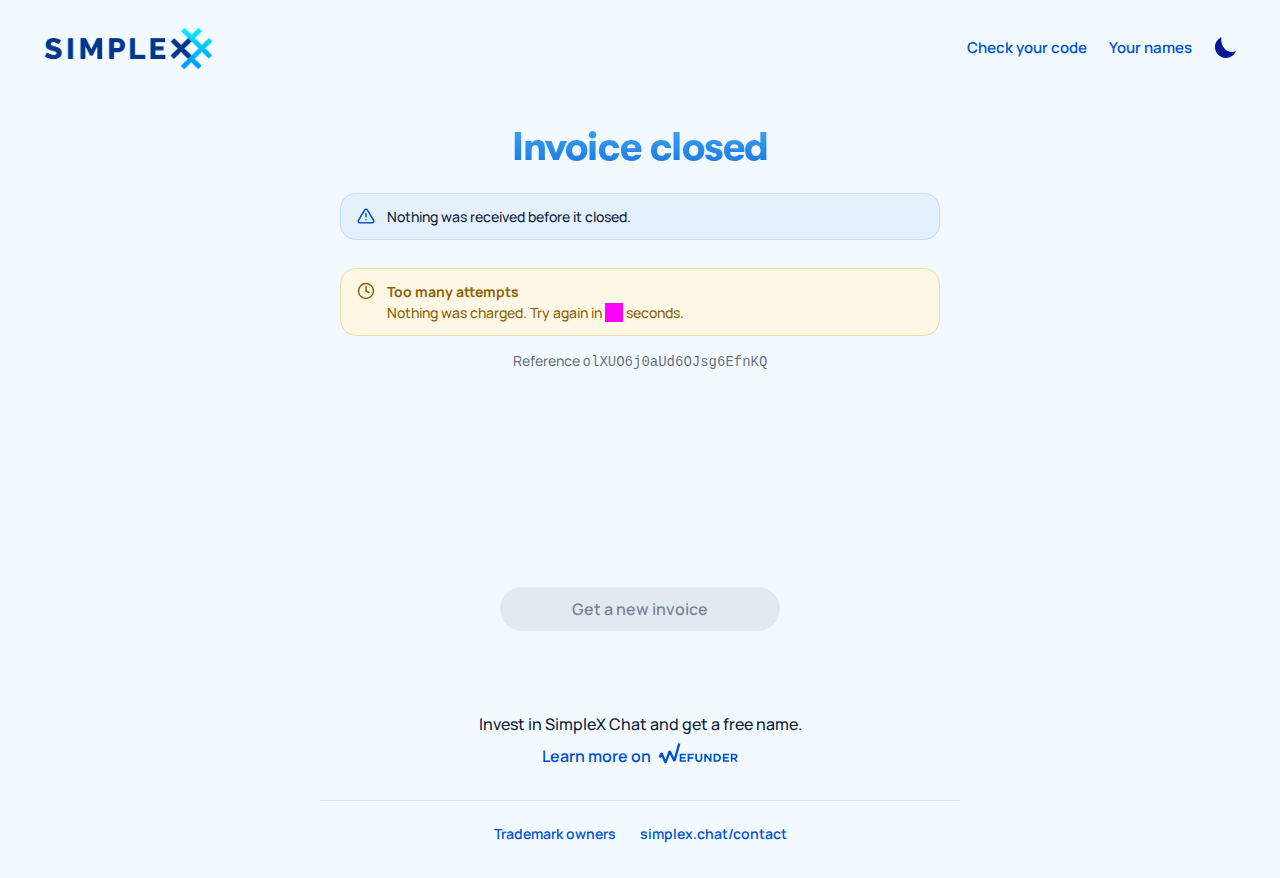 SIMPLEX
Check your code
Your names
Invoice closed
Nothing was received before it closed.
Too many attempts
Nothing was charged. Try again in seconds.
Reference olXUO6j0aUd6OJsg6EfnKQ
Get a new invoice
Invest in SimpleX Chat and get a free name.
Learn more on WEFUNDER
Trademark owners
simplex.chat/contact